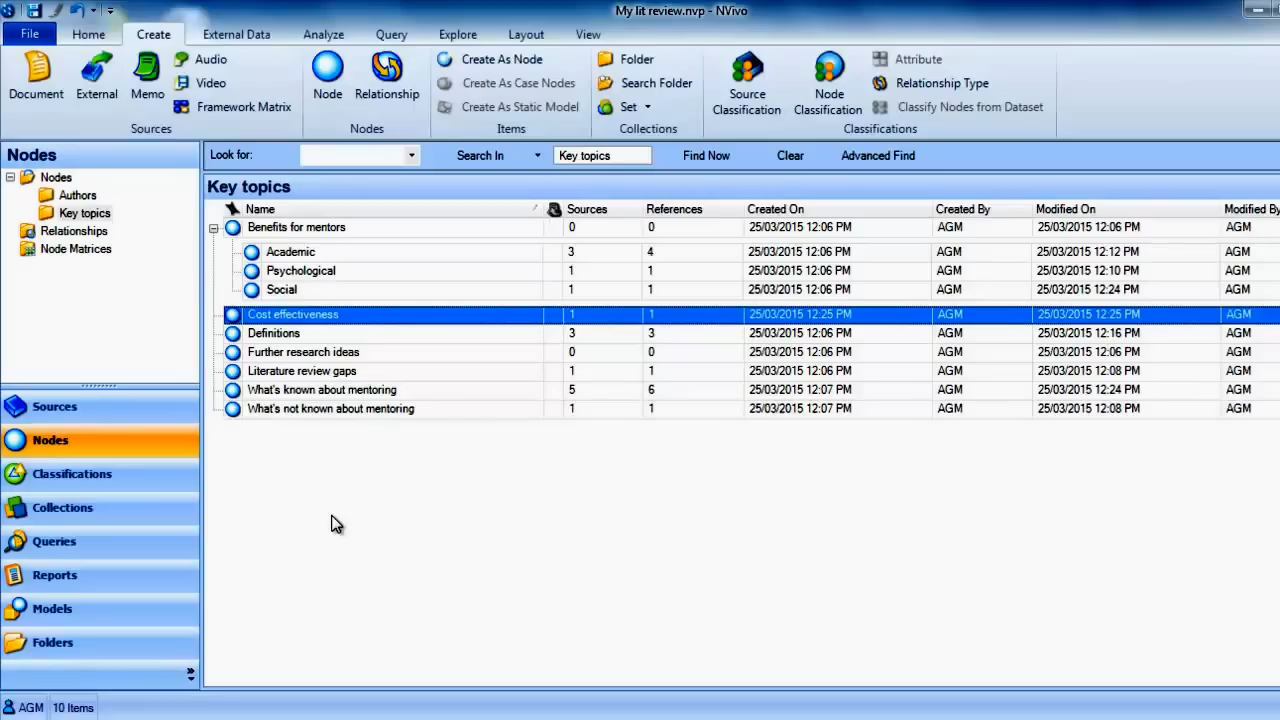 My lit review.nvp - NVivo
File Home Create External Data Analyze Query Explore Layout View
Document External Memo Audio Video Framework Matrix
Sources
Node Relationship
Nodes
Create As Node
Create As Case Nodes
Create As Static Model
Items
Folder
Search Folder
Set
Collections
Source Classification
Node Classification
Attribute
Relationship Type
Classify Nodes from Dataset
Classifications
Nodes
Nodes
Authors
Key topics
Relationships
Node Matrices
Sources
Nodes
Classifications
Collections
Queries
Reports
Models
Folders
Look for: Search In Key topics Find Now Clear Advanced Find
Key topics
Name Sources References Created On Created By Modified On Modified By
Benefits for mentors 0 0 25/03/2015 12:06 PM AGM 25/03/2015 12:06 PM AGM
Academic 3 4 25/03/2015 12:06 PM AGM 25/03/2015 12:12 PM AGM
Psychological 1 1 25/03/2015 12:06 PM AGM 25/03/2015 12:10 PM AGM
Social 1 1 25/03/2015 12:06 PM AGM 25/03/2015 12:24 PM AGM
Cost effectiveness 1 1 25/03/2015 12:25 PM AGM 25/03/2015 12:25 PM AGM
Definitions 3 3 25/03/2015 12:06 PM AGM 25/03/2015 12:16 PM AGM
Further research ideas 0 0 25/03/2015 12:06 PM AGM 25/03/2015 12:06 PM AGM
Literature review gaps 1 1 25/03/2015 12:06 PM AGM 25/03/2015 12:08 PM AGM
What's known about mentoring 5 6 25/03/2015 12:07 PM AGM 25/03/2015 12:24 PM AGM
What's not known about mentoring 1 1 25/03/2015 12:07 PM AGM 25/03/2015 12:08 PM AGM
AGM 10 Items